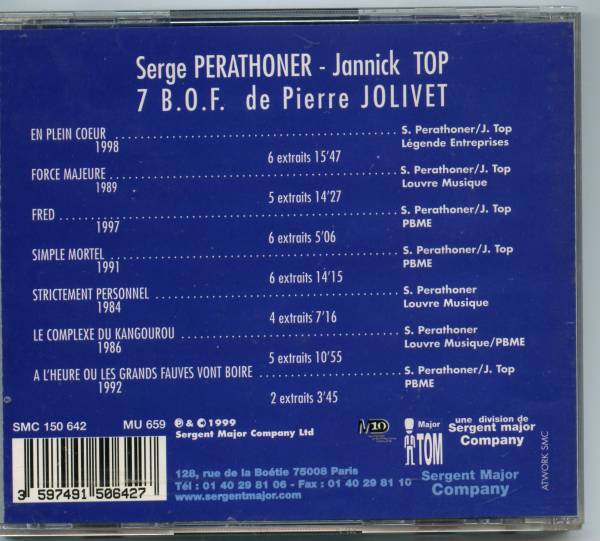 Serge PERATHONER - Jannick TOP
7 B.O.F. de Pierre JOLIVET
EN PLEIN COEUR ........ S. Perathoner/J. Top
1998 Légende Entreprises
6 extraits 15'47
FORCE MAJEURE ........ S. Perathoner/J. Top
1989 Louvre Musique
5 extraits 14'27
FRED ........ S. Perathoner/J. Top
1997 PBME
6 extraits 5'06
SIMPLE MORTEL ........ S. Perathoner/J. Top
1991 PBME
6 extraits 14'15
STRICTEMENT PERSONNEL ........ S. Perathoner
1984 Louvre Musique
4 extraits 7'16
LE COMPLEXE DU KANGOUROU ........ S. Perathoner
1986 Louvre Musique/PBME
5 extraits 10'55
A L'HEURE OU LES GRANDS FAUVES VONT BOIRE ........ S. Perathoner/J. Top
1992 PBME
2 extraits 3'45
SMC 150 642 MU 659
℗ & © 1999
Sergent Major Company Ltd
M10
Major
TOM
une division de
Sergent major
Company
128, rue de la Boétie 75008 Paris
Tél : 01 40 29 81 06 - Fax : 01 40 29 81 10
www.sergentmajor.com
Sergent Major
Company
ATWORK SMC
3 597491 506427